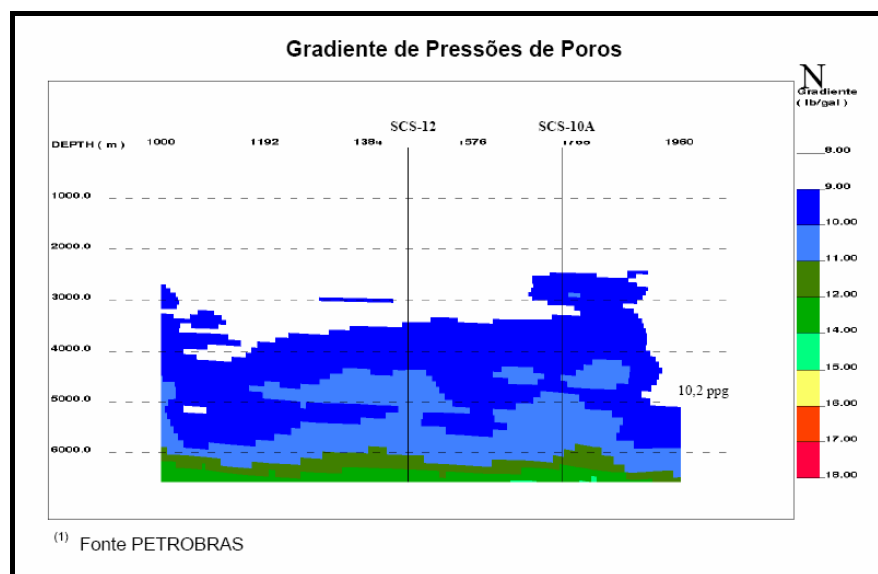 Gradiente de Pressões de Poros
N
Gradiente
( lb/gal )
SCS-12 SCS-10A
DEPTH ( m ) 1000 1192 1384 1576 1768 1960
8.00
1000.0
9.00
10.00
2000.0
11.00
3000.0
12.00
14.00
4000.0
15.00
10,2 ppg
5000.0
16.00
17.00
6000.0
18.00
(1) Fonte PETROBRAS